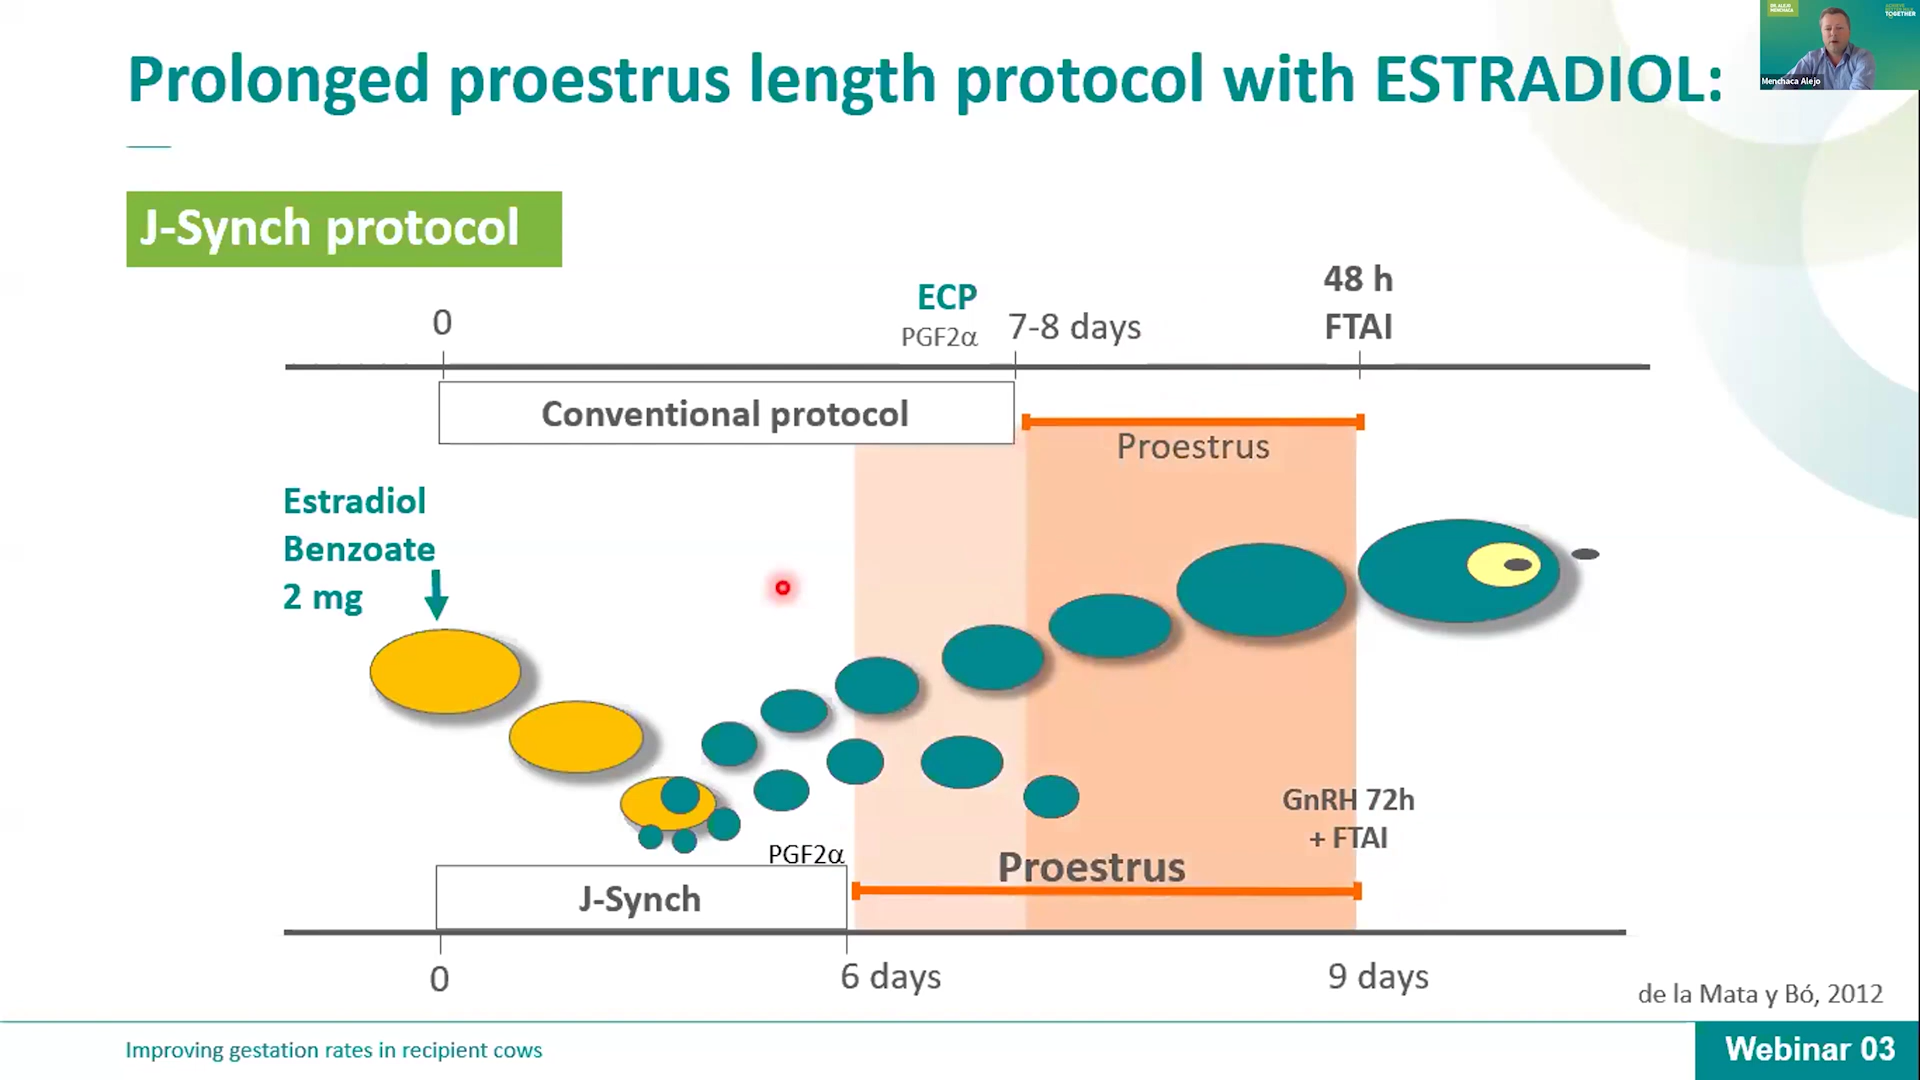 Prolonged proestrus length protocol with ESTRADIOL:
Menchaca Alejo
J-Synch protocol
0
ECP
PGF2α
7-8 days
48 h
FTAI
Conventional protocol
Proestrus
Estradiol
Benzoate
2 mg
PGF2α
GnRH 72h
+ FTAI
Proestrus
J-Synch
0
6 days
9 days
de la Mata y Bó, 2012
Improving gestation rates in recipient cows
Webinar 03